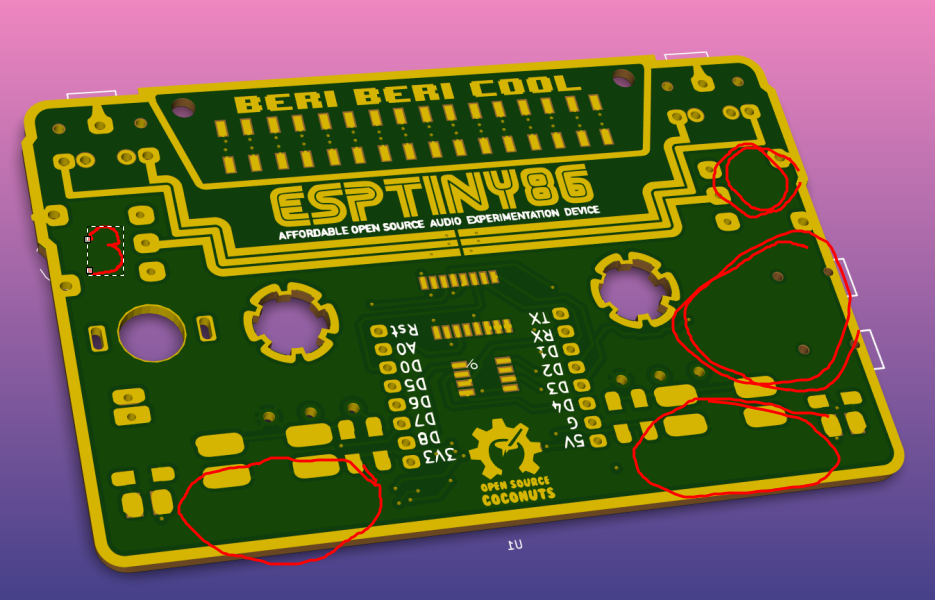 BERI BERI COOL
ESPTINY86
AFFORDABLE OPEN SOURCE AUDIO EXPERIMENTATION DEVICE
3
Rst
A0
D0
D5
D6
D7
D8
3V3
TX
RX
D1
D2
D3
D4
G
5V
OPEN SOURCE
COCONUTS
U1